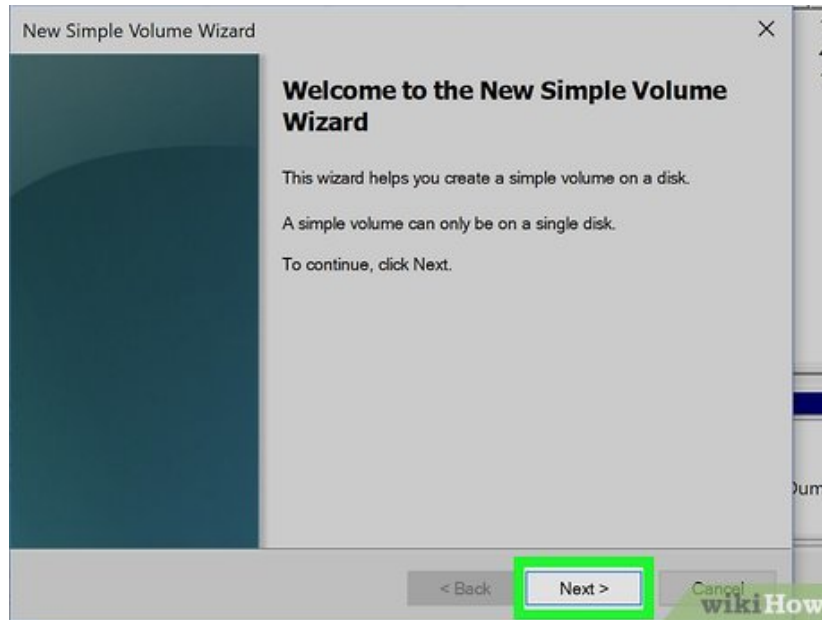 New Simple Volume Wizard
Welcome to the New Simple Volume
Wizard
This wizard helps you create a simple volume on a disk.
A simple volume can only be on a single disk.
To continue, click Next.
< Back
Next >
Cancel
wikiHow